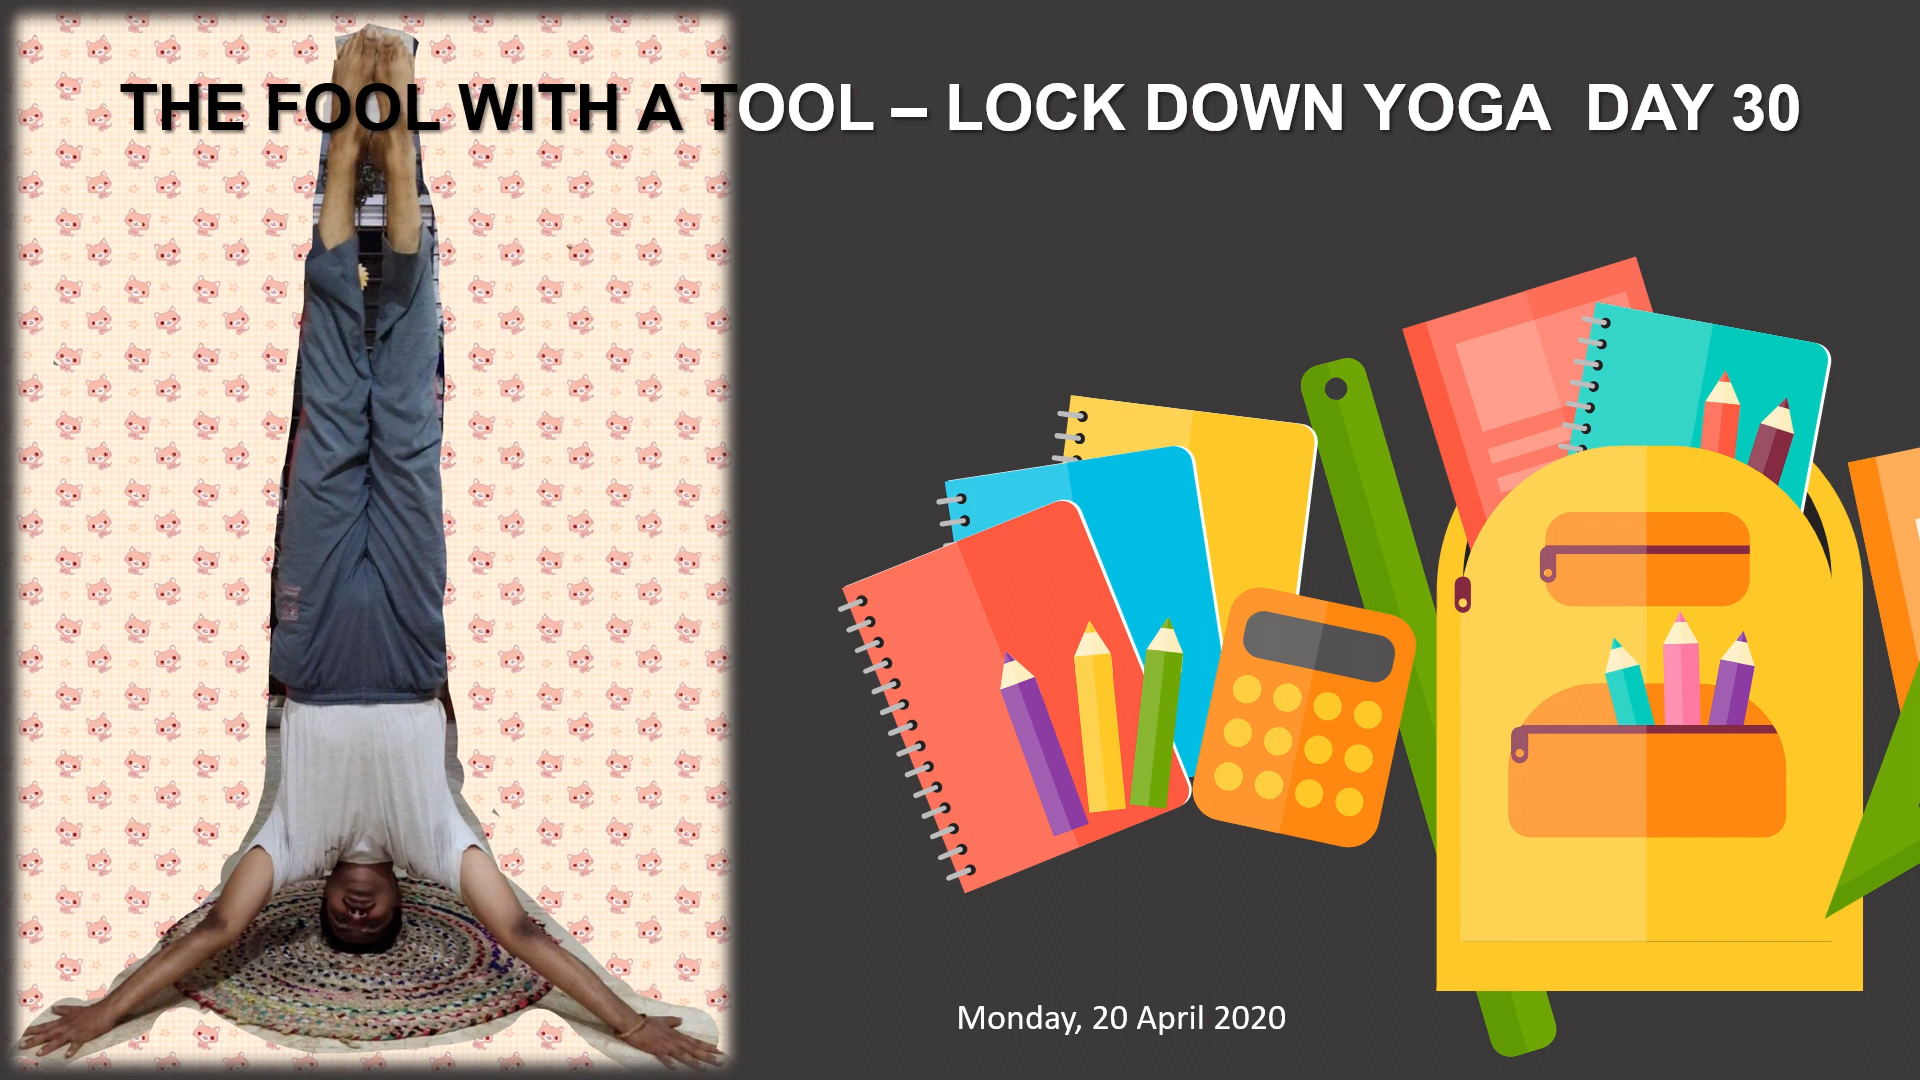 THE FOOL WITH A TOOL – LOCK DOWN YOGA  DAY 30
Monday, 20 April 2020